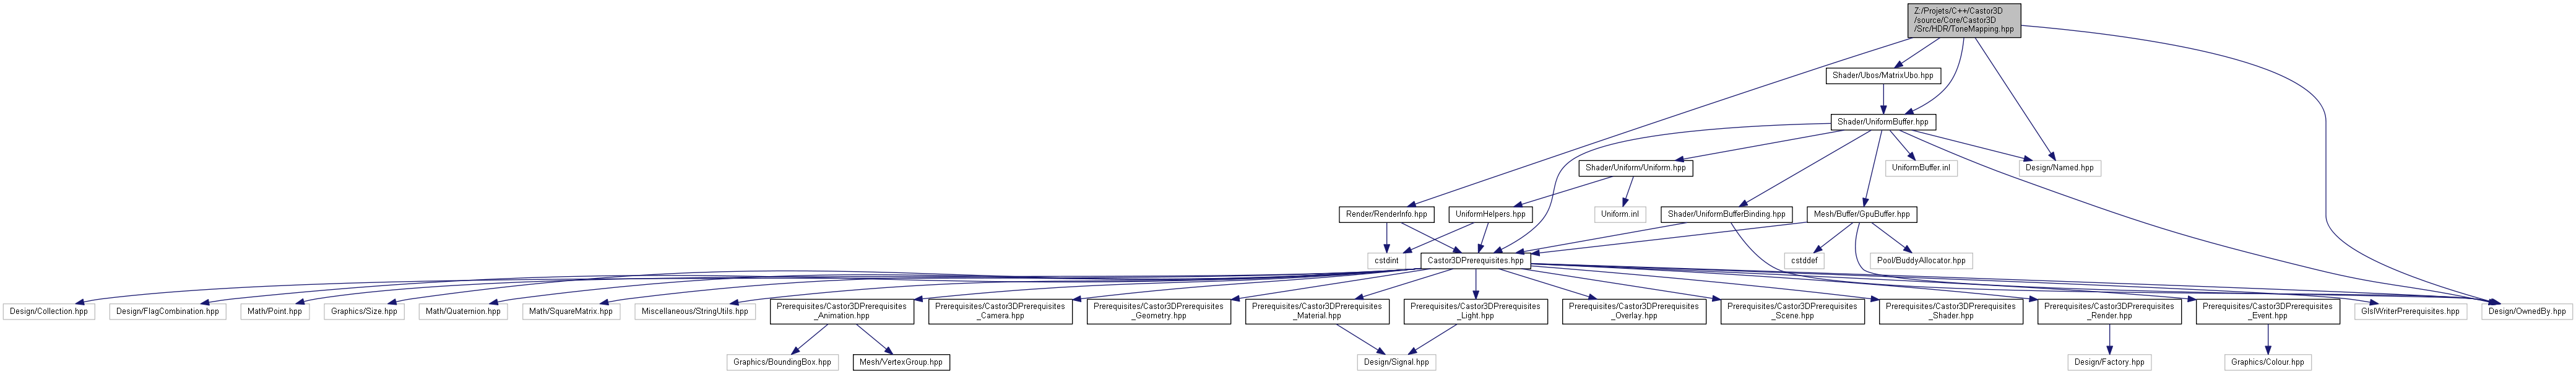 Z:/Projets/C++/Castor3D
/source/Core/Castor3D
/Src/HDR/ToneMapping.hpp
Shader/Ubos/MatrixUbo.hpp
Shader/UniformBuffer.hpp
Shader/Uniform/Uniform.hpp
UniformBuffer.inl
Design/Named.hpp
Render/RenderInfo.hpp
UniformHelpers.hpp
Uniform.inl
Shader/UniformBufferBinding.hpp
Mesh/Buffer/GpuBuffer.hpp
cstdint
Castor3DPrerequisites.hpp
cstddef
Pool/BuddyAllocator.hpp
Design/Collection.hpp
Design/FlagCombination.hpp
Math/Point.hpp
Graphics/Size.hpp
Math/Quaternion.hpp
Math/SquareMatrix.hpp
Miscellaneous/StringUtils.hpp
Prerequisites/Castor3DPrerequisites
_Animation.hpp
Prerequisites/Castor3DPrerequisites
_Camera.hpp
Prerequisites/Castor3DPrerequisites
_Geometry.hpp
Prerequisites/Castor3DPrerequisites
_Material.hpp
Prerequisites/Castor3DPrerequisites
_Light.hpp
Prerequisites/Castor3DPrerequisites
_Overlay.hpp
Prerequisites/Castor3DPrerequisites
_Scene.hpp
Prerequisites/Castor3DPrerequisites
_Shader.hpp
Prerequisites/Castor3DPrerequisites
_Render.hpp
Prerequisites/Castor3DPrerequisites
_Event.hpp
GlslWriterPrerequisites.hpp
Design/OwnedBy.hpp
Graphics/BoundingBox.hpp
Mesh/VertexGroup.hpp
Design/Signal.hpp
Design/Factory.hpp
Graphics/Colour.hpp